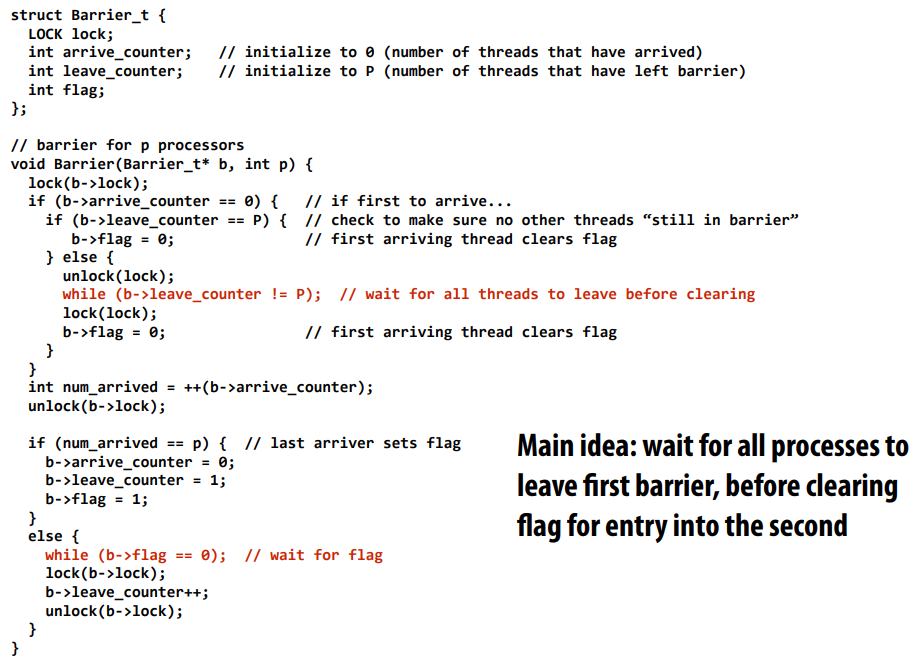 struct Barrier_t {
  LOCK lock;
  int arrive_counter;   // initialize to 0 (number of threads that have arrived)
  int leave_counter;    // initialize to P (number of threads that have left barrier)
  int flag;
};

// barrier for p processors
void Barrier(Barrier_t* b, int p) {
  lock(b->lock);
  if (b->arrive_counter == 0) {   // if first to arrive...
    if (b->leave_counter == P) {  // check to make sure no other threads “still in barrier”
       b->flag = 0;               // first arriving thread clears flag
    } else {
      unlock(lock);
      while (b->leave_counter != P);  // wait for all threads to leave before clearing
      lock(lock);
      b->flag = 0;                // first arriving thread clears flag
    }
  }
  int num_arrived = ++(b->arrive_counter);
  unlock(b->lock);

  if (num_arrived == p) {  // last arriver sets flag
    b->arrive_counter = 0;
    b->leave_counter = 1;
    b->flag = 1;
  }
  else {
    while (b->flag == 0);  // wait for flag
    lock(b->lock);
    b->leave_counter++;
    unlock(b->lock);
  }
}
Main idea: wait for all processes to
leave first barrier, before clearing
flag for entry into the second